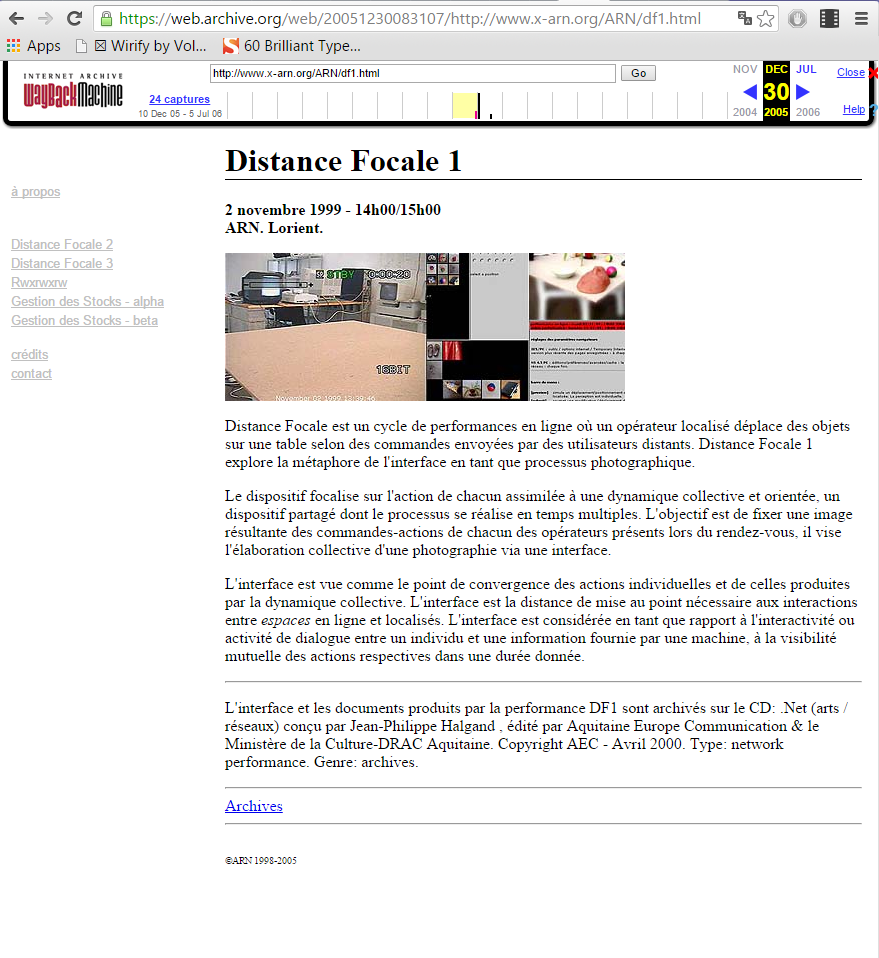 https://web.archive.org/web/20051230083107/http://www.x-arn.org/ARN/df1.html
Apps Wirify by Vol... 60 Brilliant Type...
INTERNET ARCHIVE
WayBackMachine
http://www.x-arn.org/ARN/df1.html Go
24 captures
10 Dec 05 - 5 Jul 06
NOV DEC JUL
30
2004 2005 2006
Close
Help
à propos
Distance Focale 2
Distance Focale 3
Rwxrwxrw
Gestion des Stocks - alpha
Gestion des Stocks - beta
crédits
contact
Distance Focale 1
2 novembre 1999 - 14h00/15h00
ARN. Lorient.
STBY 0:00:20
16BIT
November 02 1999 13:39:46
select a position
réglages des paramètres navigateurs
Distance Focale est un cycle de performances en ligne où un opérateur localisé déplace des objets
sur une table selon des commandes envoyées par des utilisateurs distants. Distance Focale 1
explore la métaphore de l'interface en tant que processus photographique.
Le dispositif focalise sur l'action de chacun assimilée à une dynamique collective et orientée, un
dispositif partagé dont le processus se réalise en temps multiples. L'objectif est de fixer une image
résultante des commandes-actions de chacun des opérateurs présents lors du rendez-vous, il vise
l'élaboration collective d'une photographie via une interface.
L'interface est vue comme le point de convergence des actions individuelles et de celles produites
par la dynamique collective. L'interface est la distance de mise au point nécessaire aux interactions
entre espaces en ligne et localisés. L'interface est considérée en tant que rapport à l'interactivité ou
activité de dialogue entre un individu et une information fournie par une machine, à la visibilité
mutuelle des actions respectives dans une durée donnée.
L'interface et les documents produits par la performance DF1 sont archivés sur le CD: .Net (arts /
réseaux) conçu par Jean-Philippe Halgand , édité par Aquitaine Europe Communication & le
Ministère de la Culture-DRAC Aquitaine. Copyright AEC - Avril 2000. Type: network
performance. Genre: archives.
Archives
©ARN 1998-2005